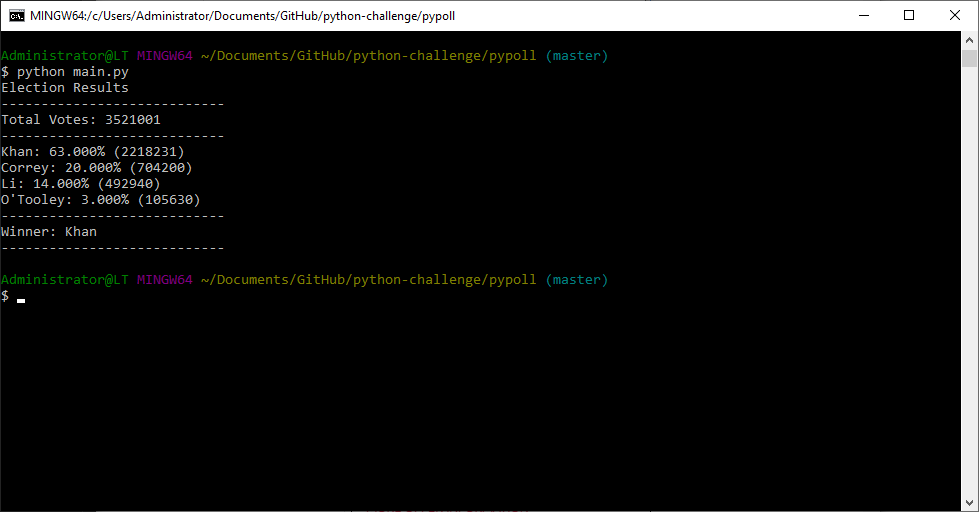 MINGW64:/c/Users/Administrator/Documents/GitHub/python-challenge/pypoll
Administrator@LT MINGW64 ~/Documents/GitHub/python-challenge/pypoll (master)
$ python main.py
Election Results
----------------------------
Total Votes: 3521001
----------------------------
Khan: 63.000% (2218231)
Correy: 20.000% (704200)
Li: 14.000% (492940)
O'Tooley: 3.000% (105630)
----------------------------
Winner: Khan
----------------------------
Administrator@LT MINGW64 ~/Documents/GitHub/python-challenge/pypoll (master)
$